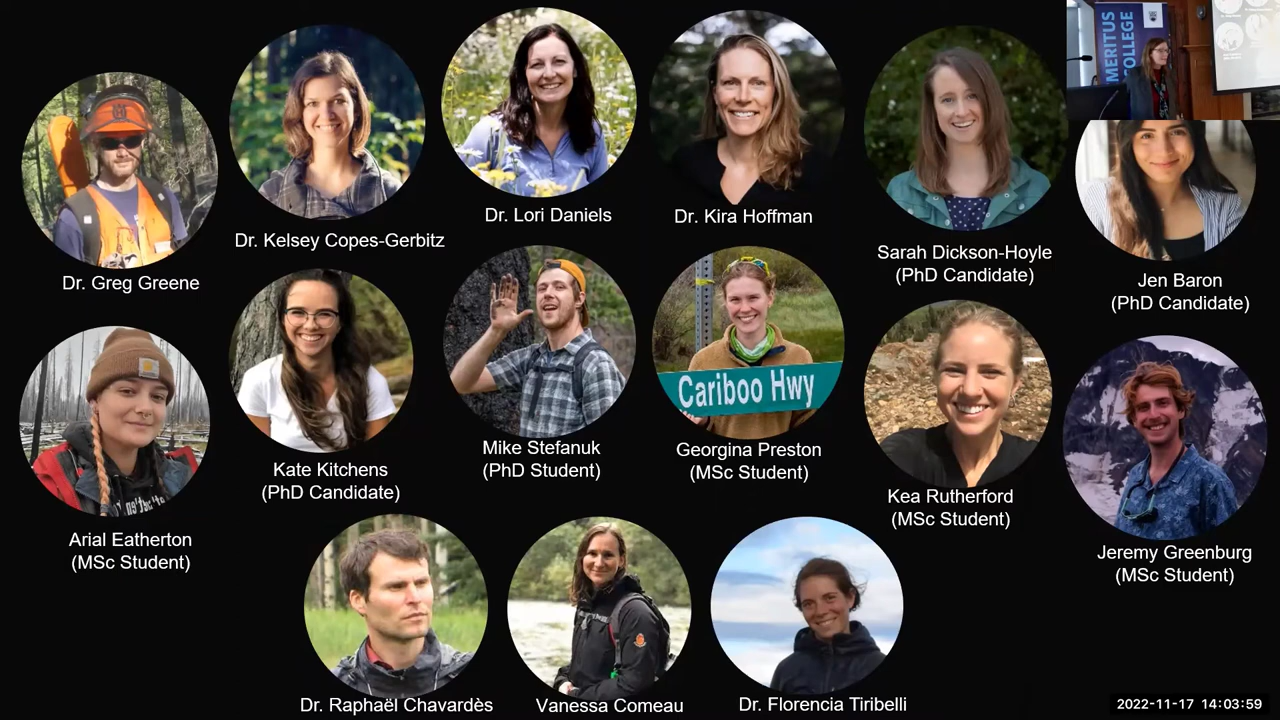 MERITUS
COLLEGE
Dr. Greg Greene
Dr. Kelsey Copes-Gerbitz
Dr. Lori Daniels
Dr. Kira Hoffman
Sarah Dickson-Hoyle
(PhD Candidate)
Jen Baron
(PhD Candidate)
Arial Eatherton
(MSc Student)
Kate Kitchens
(PhD Candidate)
Mike Stefanuk
(PhD Student)
Cariboo Hwy
Georgina Preston
(MSc Student)
Kea Rutherford
(MSc Student)
Jeremy Greenburg
(MSc Student)
Dr. Raphaël Chavardès
Vanessa Comeau
Dr. Florencia Tiribelli
2022-11-17 14:03:59